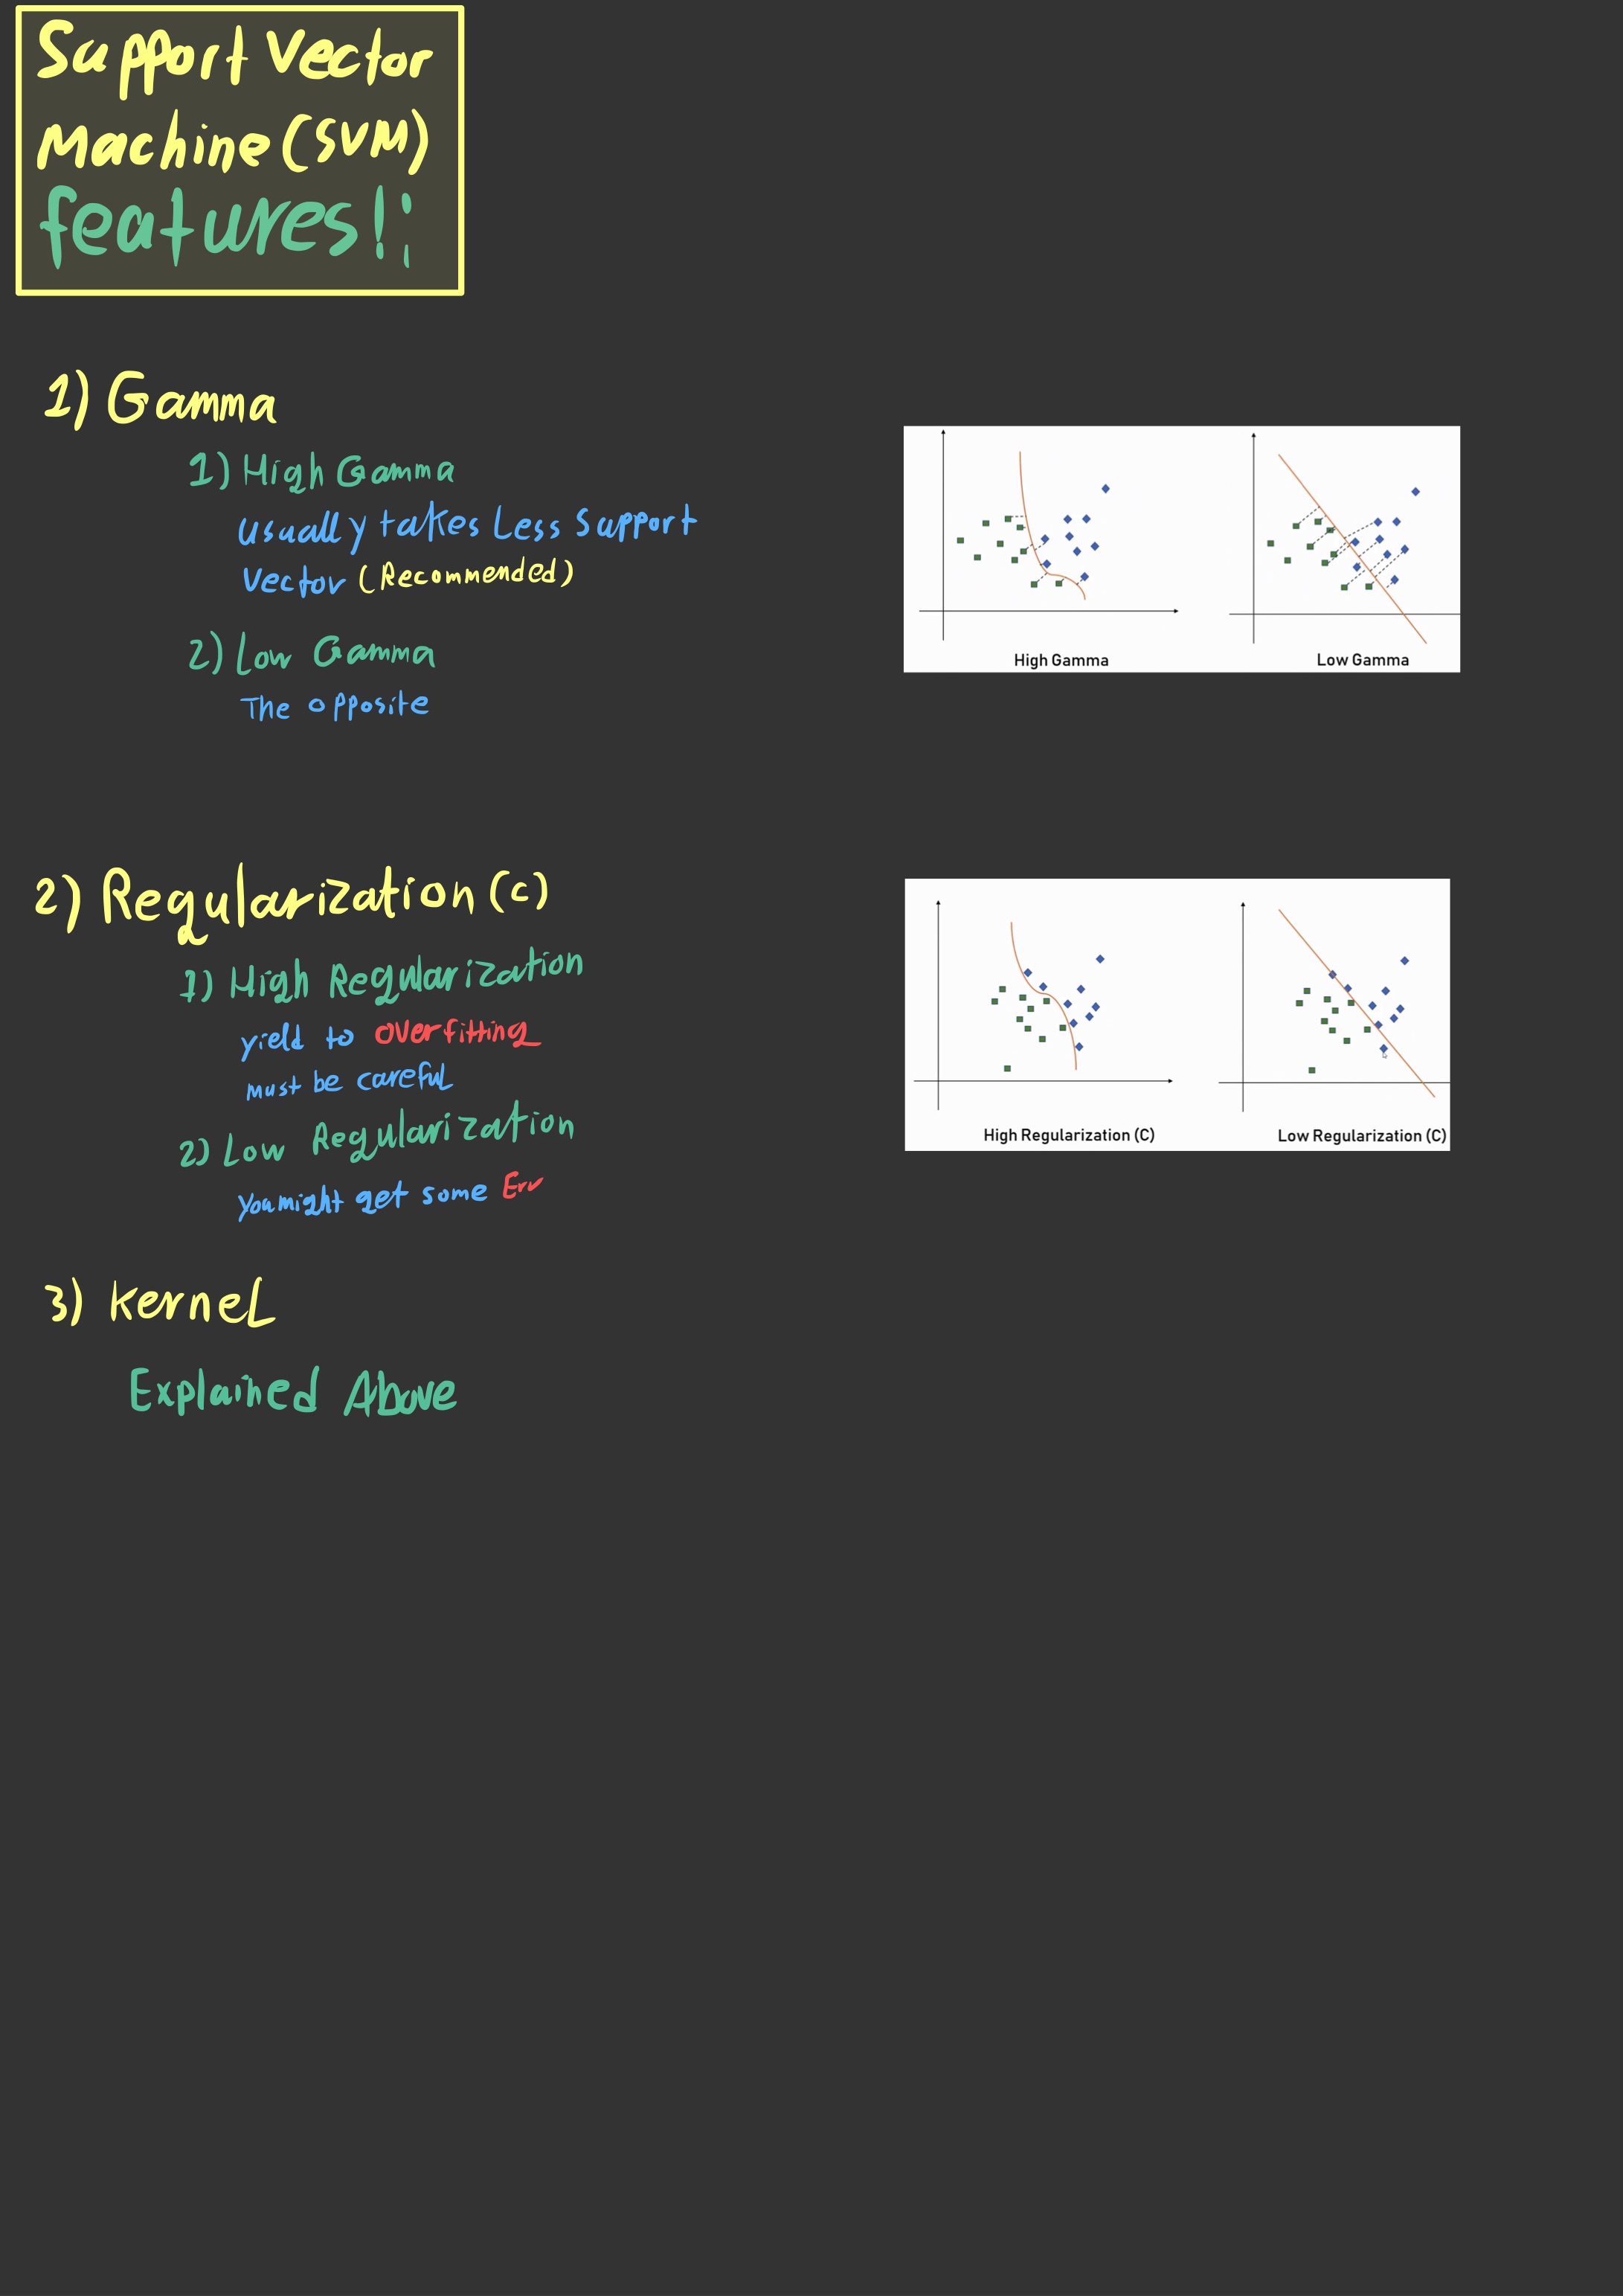 Support Vector
Machine (SVM)
features!:
1) Gamma
1) High Gamma
usually takes Less Support
Vector (Recommended)
2) Low Gamma
The opposite
High Gamma
Low Gamma
2) Regularization (c)
1) High Regularization
yield to overfitting
must be careful
2) Low Regularization
you might get some Err
High Regularization (C)
Low Regularization (C)
3) Kernel
Explained Above